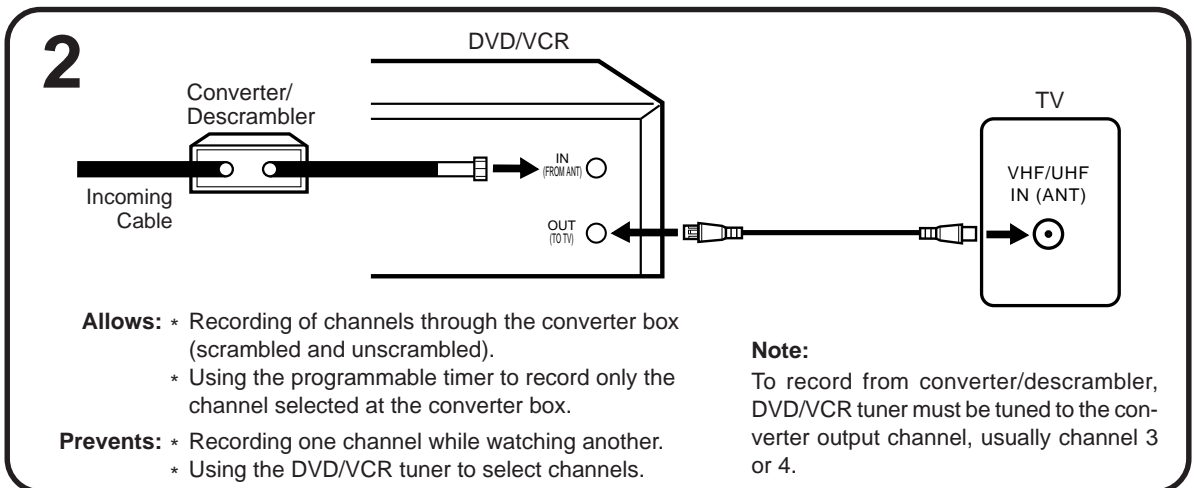 2
DVD/VCR
Converter/
Descrambler
TV
IN
(FROM ANT)
VHF/UHF
IN (ANT)
Incoming
Cable
OUT
(TO TV)
Allows: * Recording of channels through the converter box
(scrambled and unscrambled).
* Using the programmable timer to record only the
channel selected at the converter box.
Prevents: * Recording one channel while watching another.
* Using the DVD/VCR tuner to select channels.
Note:
To record from converter/descrambler,
DVD/VCR tuner must be tuned to the con-
verter output channel, usually channel 3
or 4.